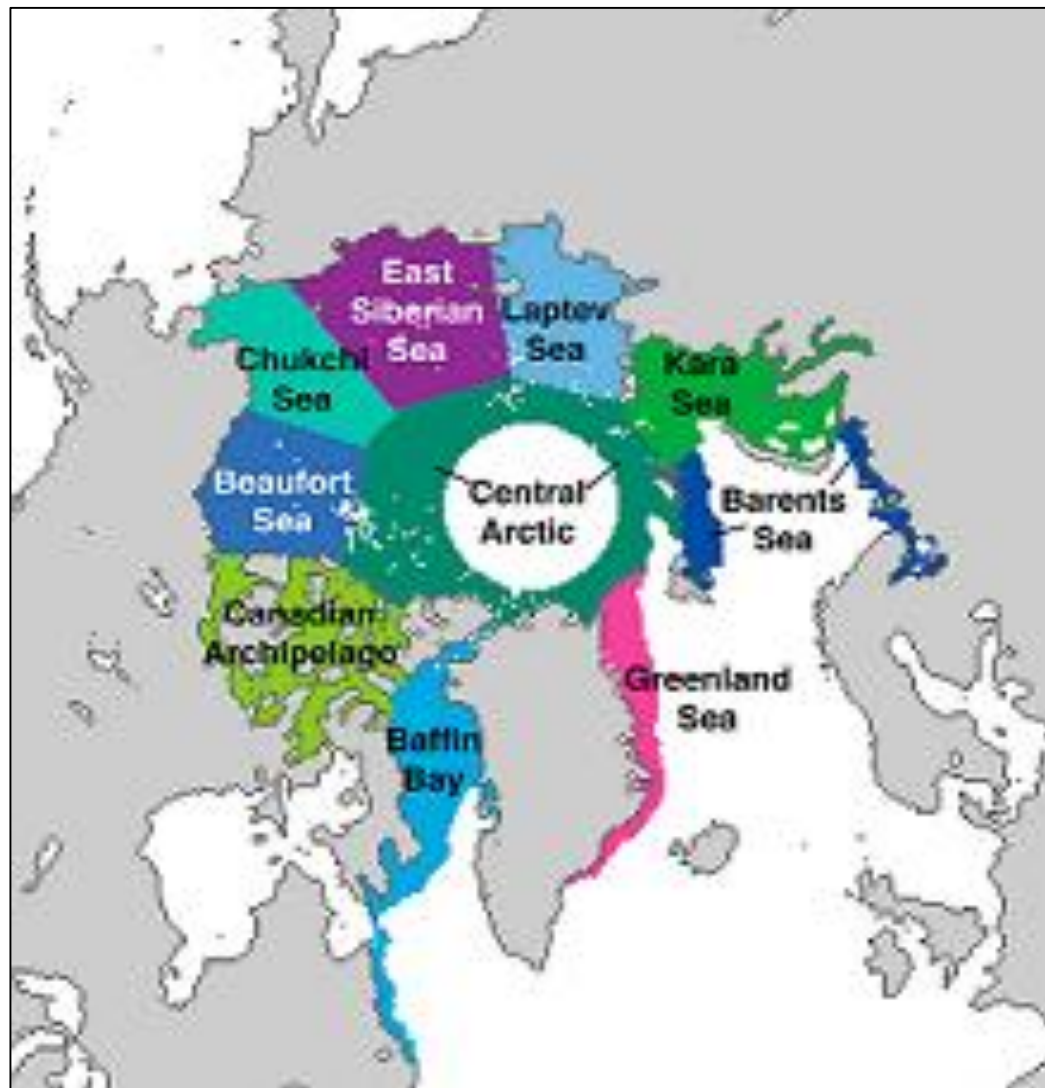 East
Siberian
Sea
Laptev
Sea
Chukchi
Sea
Kara
Sea
Beaufort
Sea
Central
Arctic
Barents
Sea
Canadian
Archipelago
Greenland
Sea
Baffin
Bay